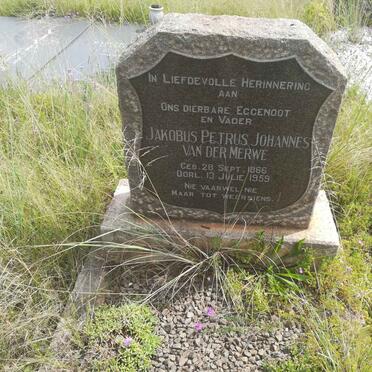 In Liefdevolle Herinnering
aan
Ons dierbare Eggenoot
en Vader
Jakobus Petrus Johannes
van der Merwe
Geb. 28 Sept. 1866
Oorl. 13 Julie 1959
Nie vaarwel nie
Maar tot weersiens